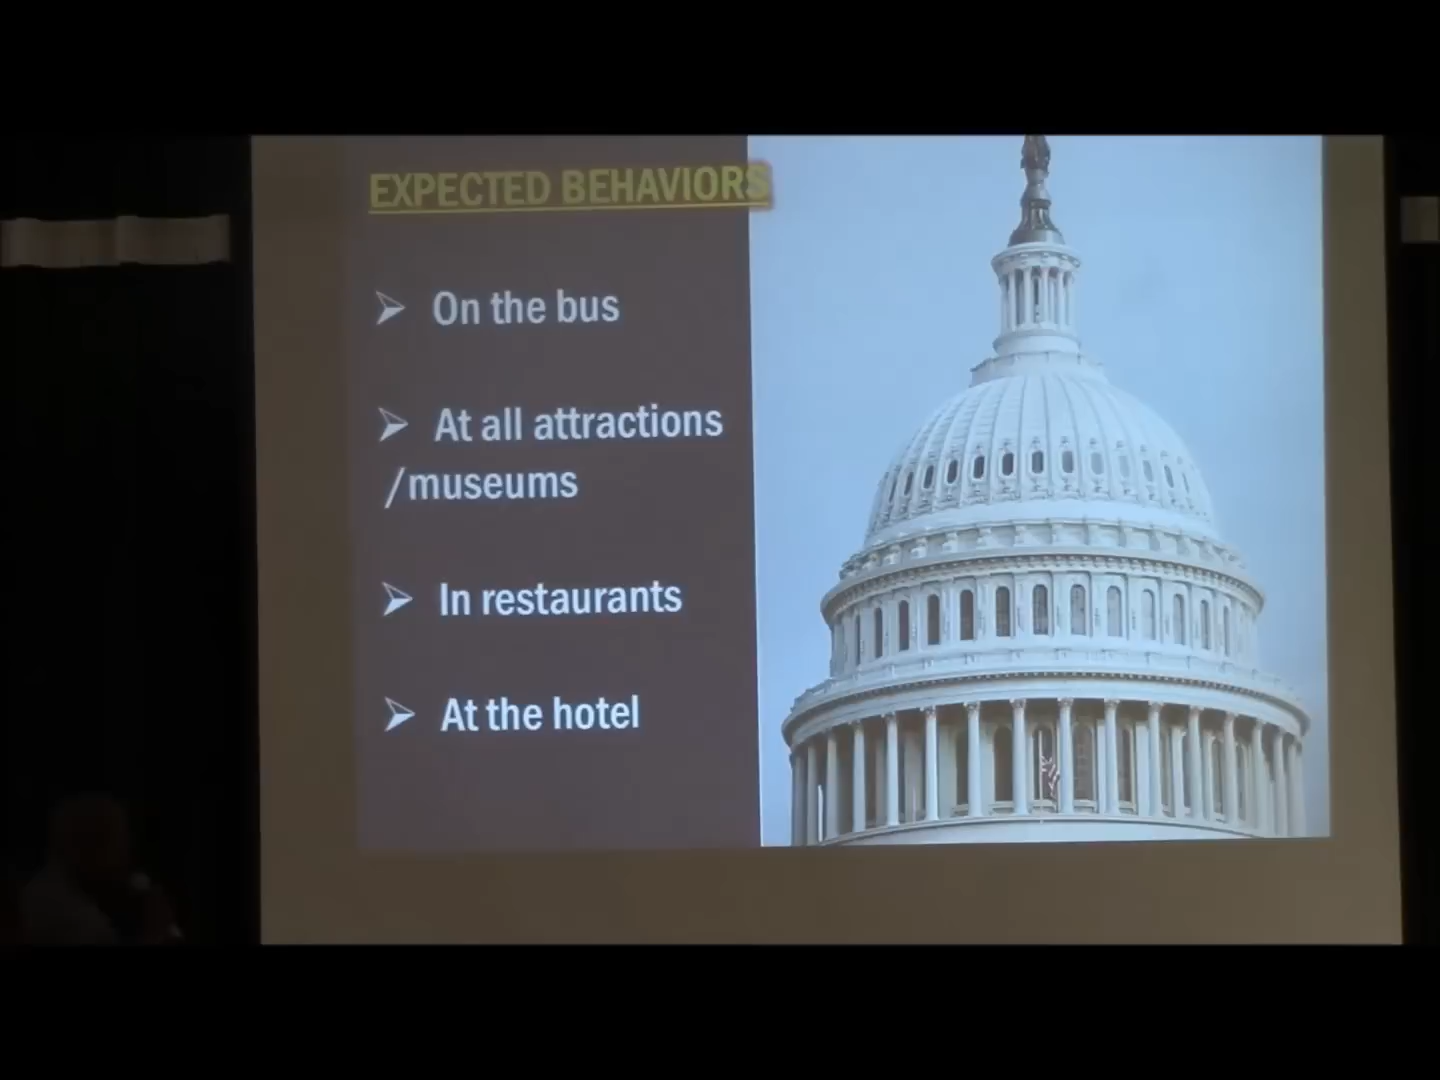 EXPECTED BEHAVIORS
On the bus
At all attractions
/museums
In restaurants
At the hotel